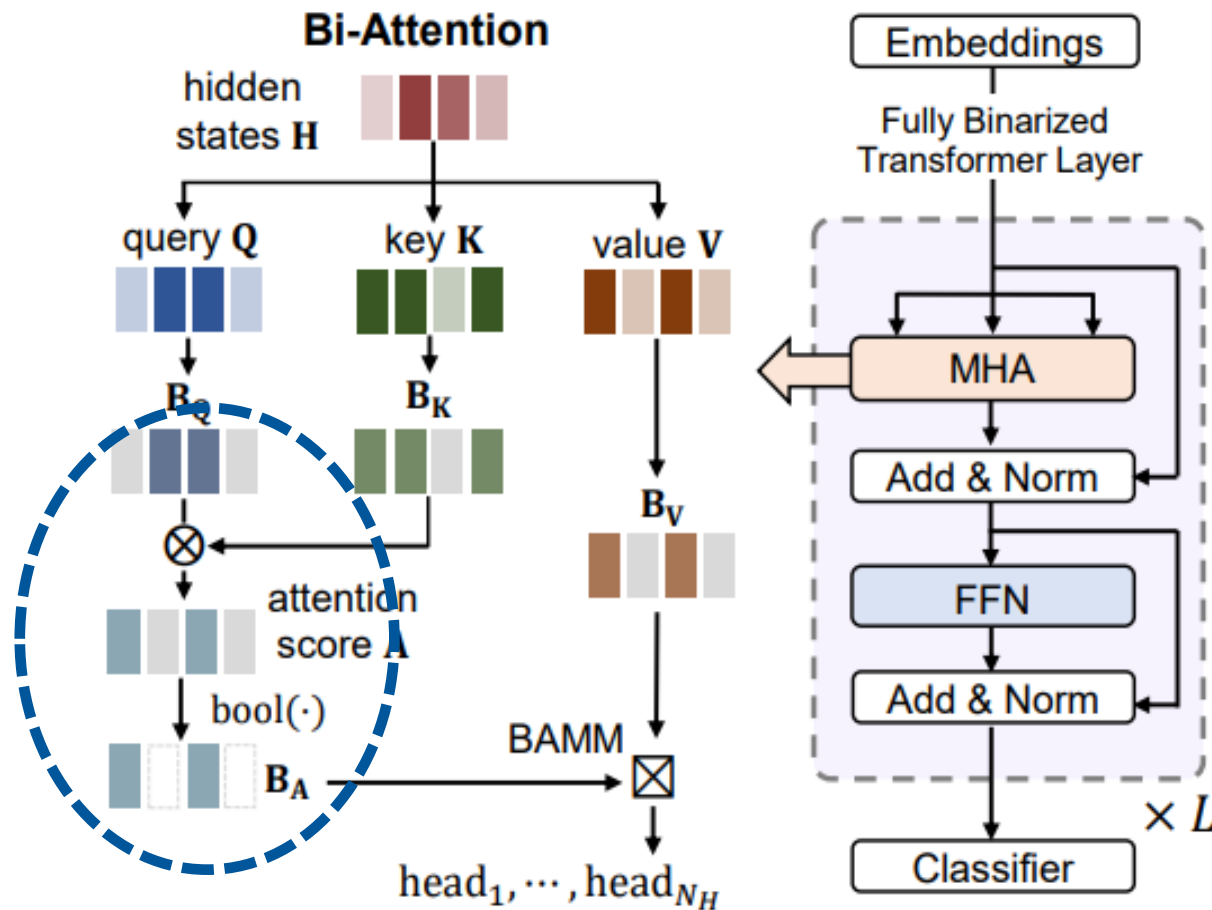 Bi-Attention
hidden
states H
query Q
key K
value V
B_Q
B_K
B_V
attention
score A
bool(·)
B_A
BAMM
head_1, ⋯, head_{N_H}
Embeddings
Fully Binarized
Transformer Layer
MHA
Add & Norm
FFN
Add & Norm
× L
Classifier